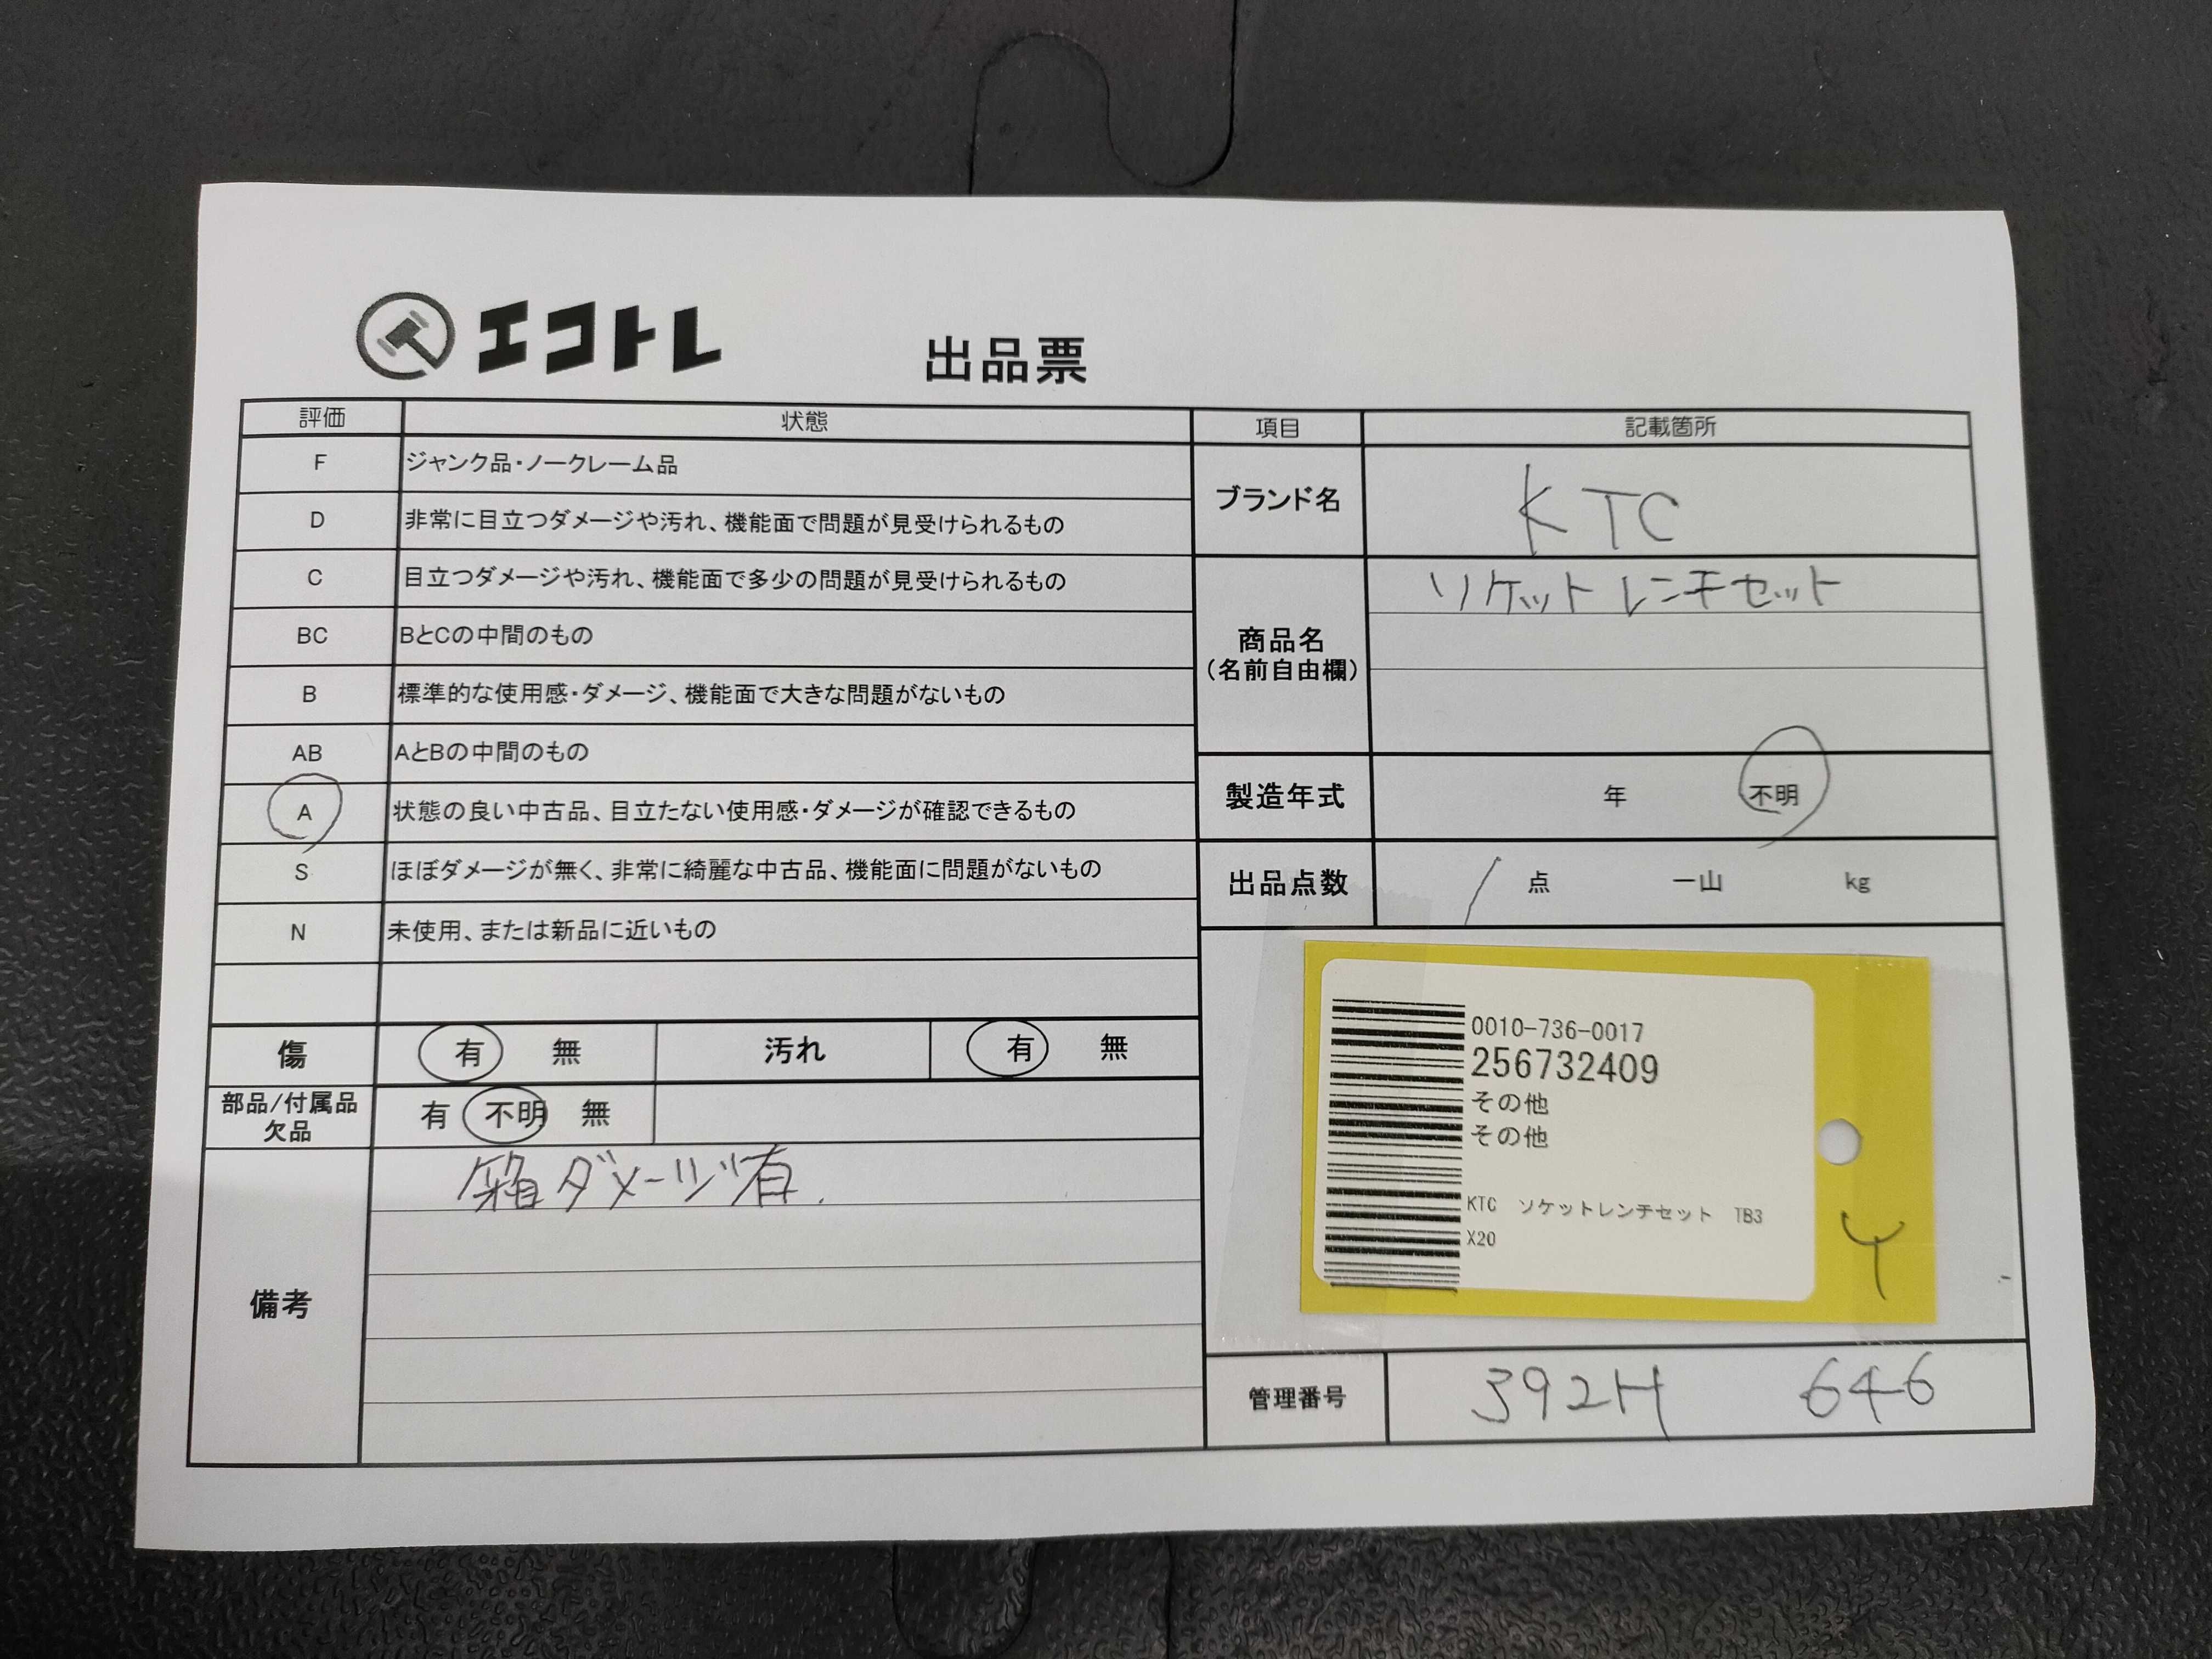 エコトレ
出品票
評価 状態
F ジャンク品・ノークレーム品
D 非常に目立つダメージや汚れ、機能面で問題が見受けられるもの
C 目立つダメージや汚れ、機能面で多少の問題が見受けられるもの
BC BとCの中間のもの
B 標準的な使用感・ダメージ、機能面で大きな問題がないもの
AB AとBの中間のもの
A 状態の良い中古品、目立たない使用感・ダメージが確認できるもの
S ほぼダメージが無く、非常に綺麗な中古品、機能面に問題がないもの
N 未使用、または新品に近いもの
傷 有 無 汚れ 有 無
部品/付属品
欠品
有 不明 無
備考
箱ダメージ有.
項目 記載箇所
ブランド名 KTC
商品名
(名前自由欄)
ソケットレンチセット
製造年式 年 不明
出品点数 1 点 一山 kg
0010-736-0017
256732409
その他
その他
KTC ソケットレンチセット TB3
X20
Y
管理番号 392H 646